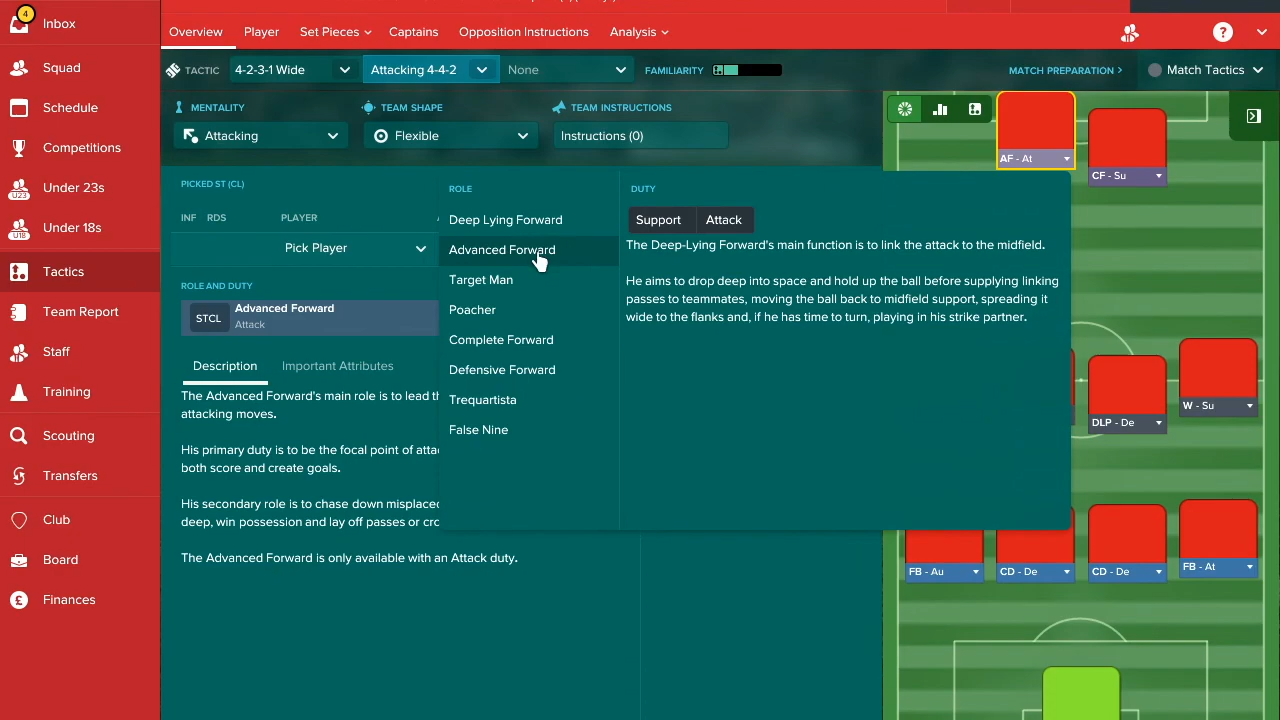 4
Inbox
Squad
Schedule
Competitions
U23
Under 23s
U18
Under 18s
Tactics
Team Report
Staff
Training
Scouting
Transfers
Club
Board
£
Finances
Overview
Player
Set Pieces
Captains
Opposition Instructions
Analysis
?
TACTIC
4-2-3-1 Wide
Attacking 4-4-2
None
FAMILIARITY
MATCH PREPARATION >
Match Tactics
MENTALITY
Attacking
TEAM SHAPE
Flexible
TEAM INSTRUCTIONS
Instructions (0)
PICKED ST (CL)
INF RDS PLAYER
Pick Player
ROLE AND DUTY
STCL
Advanced Forward
Attack
Description
Important Attributes
The Advanced Forward's main role is to lead
attacking moves.
His primary duty is to be the focal point of
both score and create goals.
His secondary role is to chase down
deep, win possession and lay off passes or
The Advanced Forward is only available with an Attack duty.
ROLE
Deep Lying Forward
Advanced Forward
Target Man
Poacher
Complete Forward
Defensive Forward
Trequartista
False Nine
DUTY
Support
Attack
The Deep-Lying Forward's main function is to link the attack to the midfield.
He aims to drop deep into space and hold up the ball before supplying linking
passes to teammates, moving the ball back to midfield support, spreading it
wide to the flanks and, if he has time to turn, playing in his strike partner.
AF - At
CF - Su
DLP - De
W - Su
FB - Au
CD - De
CD - De
FB - At